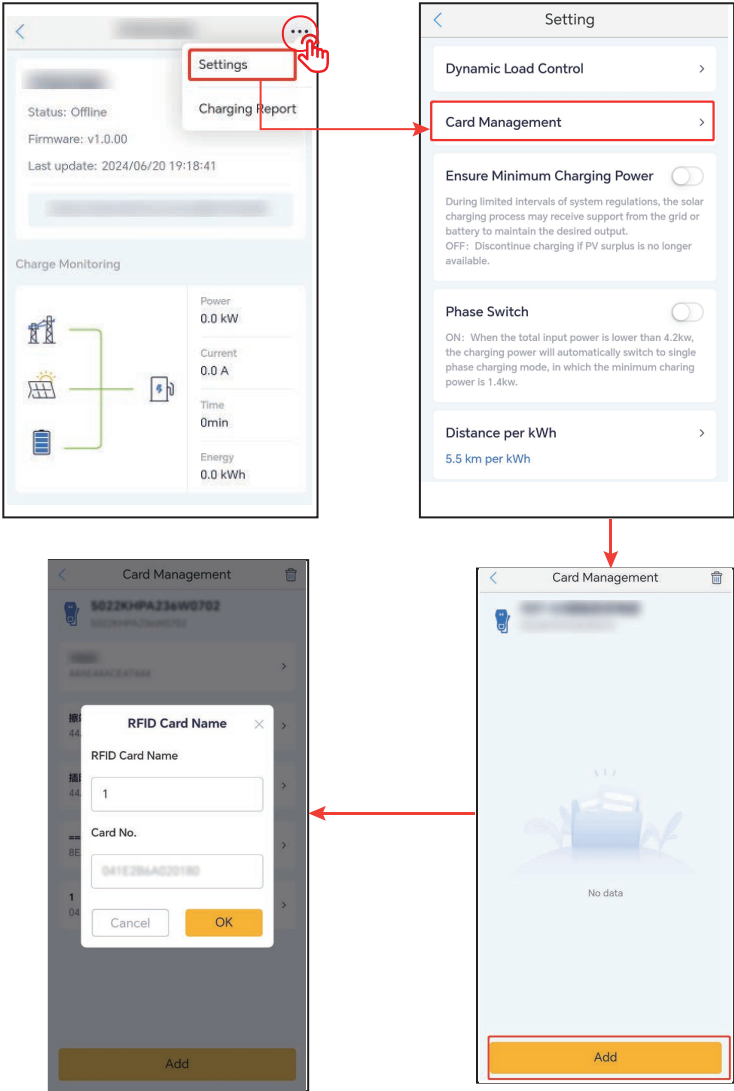 Settings
Charging Report
Status: Offline
Firmware: v1.0.00
Last update: 2024/06/20 19:18:41
Charge Monitoring
Power
0.0 kW
Current
0.0 A
Time
0min
Energy
0.0 kWh
Setting
Dynamic Load Control
Card Management
Ensure Minimum Charging Power
During limited intervals of system regulations, the solar
charging process may receive support from the grid or
battery to maintain the desired output.
OFF: Discontinue charging if PV surplus is no longer
available.
Phase Switch
ON: When the total input power is lower than 4.2kw,
the charging power will automatically switch to single
phase charging mode, in which the minimum charing
power is 1.4kw.
Distance per kWh
5.5 km per kWh
Card Management
5022KHPA236W0702
RFID Card Name
RFID Card Name
1
Card No.
041E2B6A020180
Cancel
OK
44
44
==
8E
1
04
Add
Card Management
No data
Add